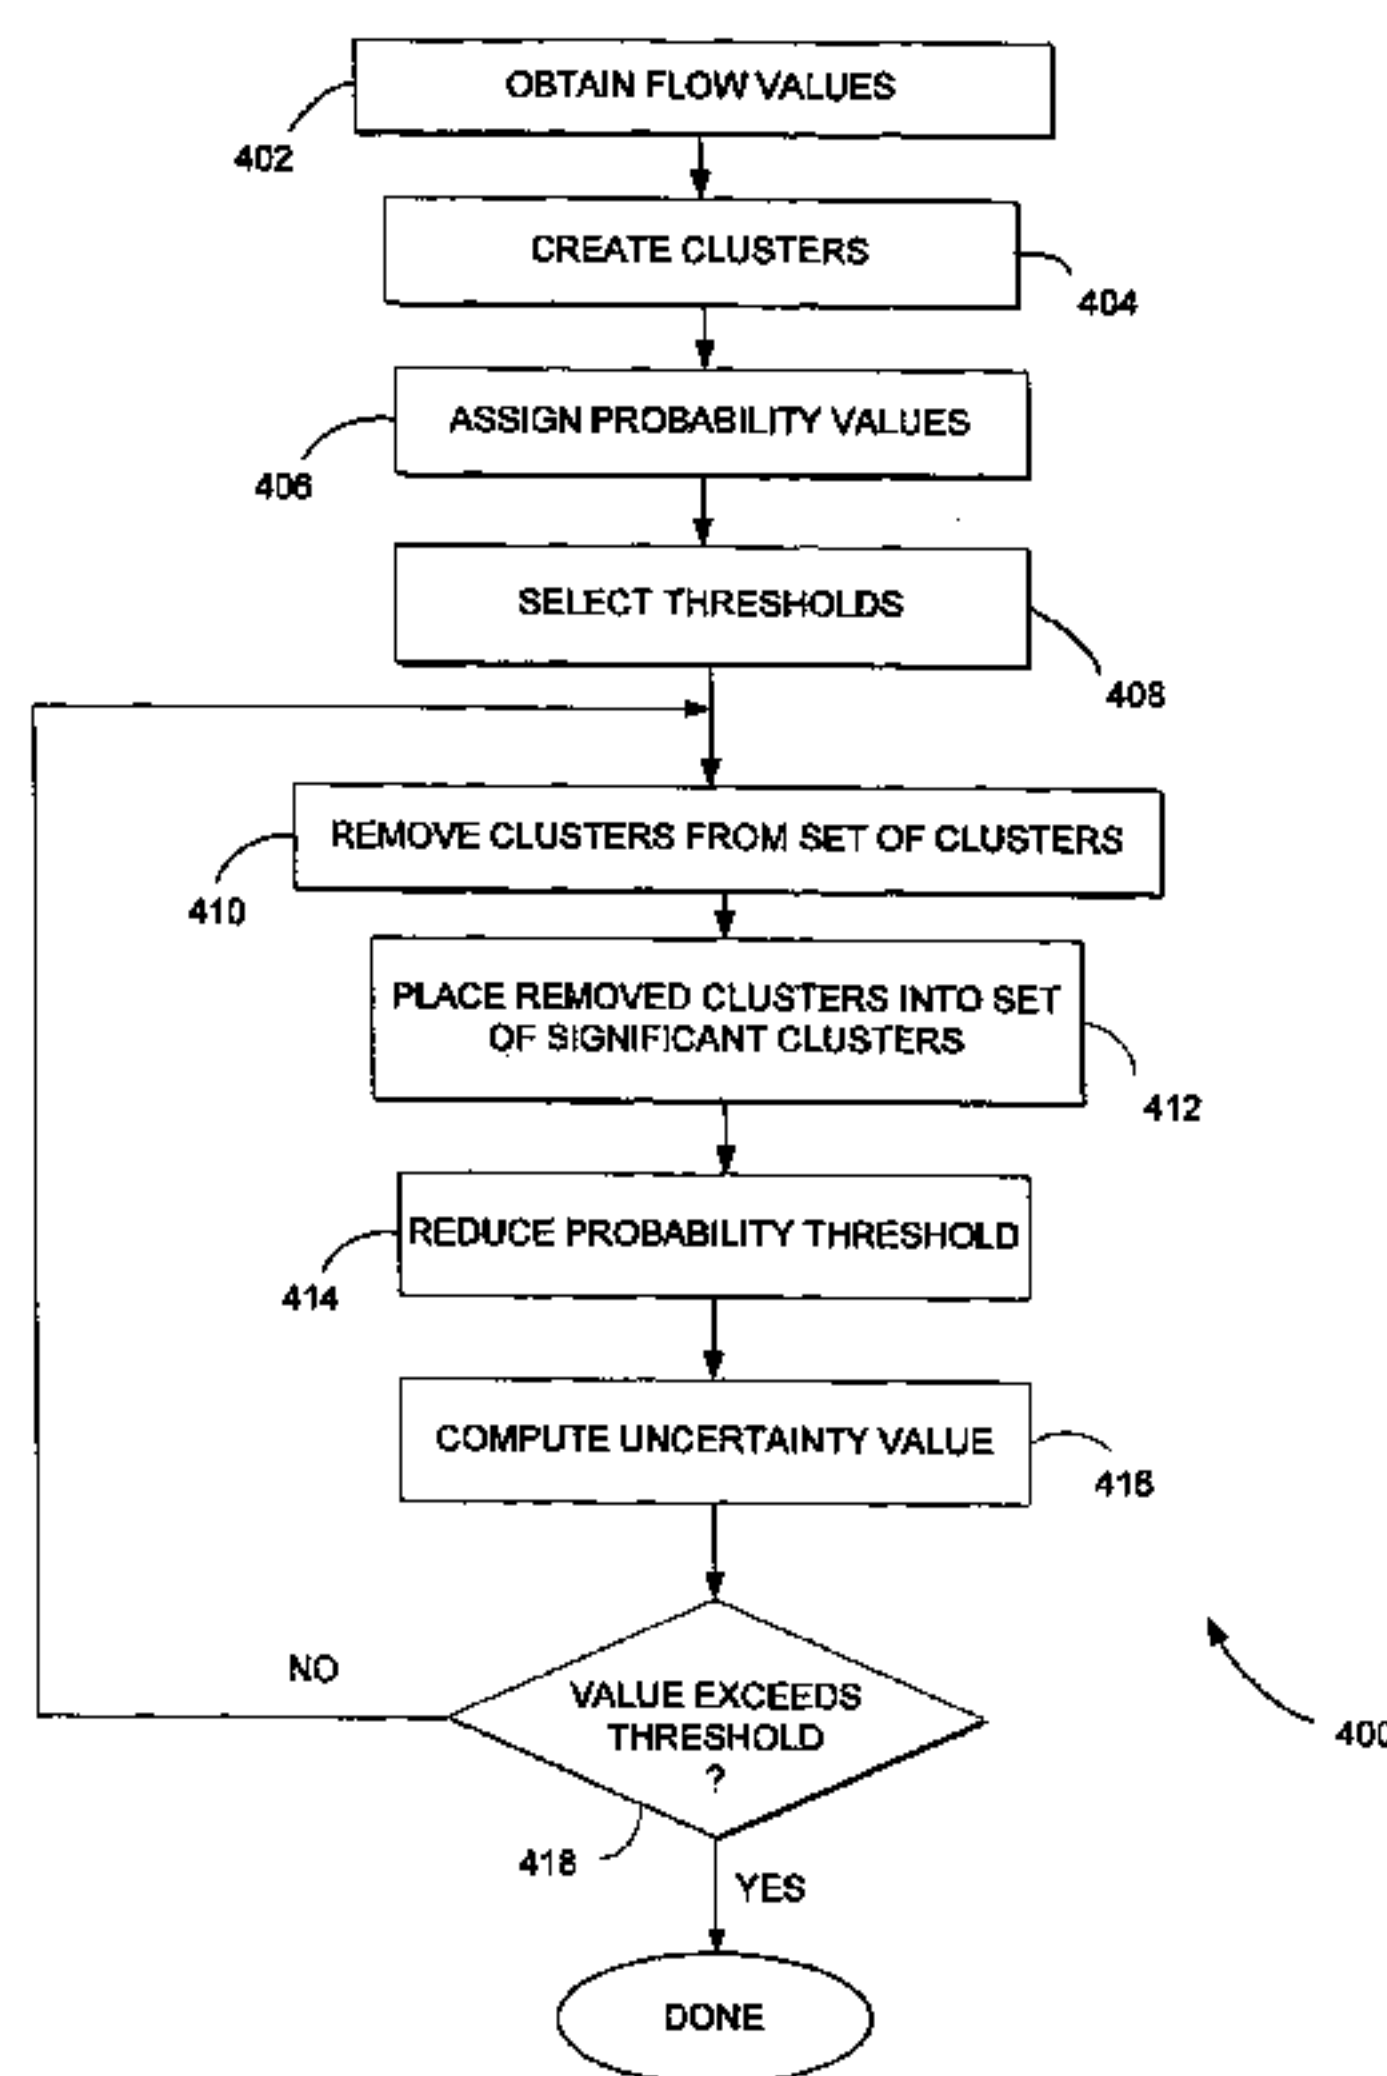 OBTAIN FLOW VALUES
402
CREATE CLUSTERS
404
ASSIGN PROBABILITY VALUES
406
SELECT THRESHOLDS
408
REMOVE CLUSTERS FROM SET OF CLUSTERS
410
PLACE REMOVED CLUSTERS INTO SET
OF SIGNIFICANT CLUSTERS
412
REDUCE PROBABILITY THRESHOLD
414
COMPUTE UNCERTAINTY VALUE
416
NO
VALUE EXCEEDS
THRESHOLD
?
400
418
YES
DONE